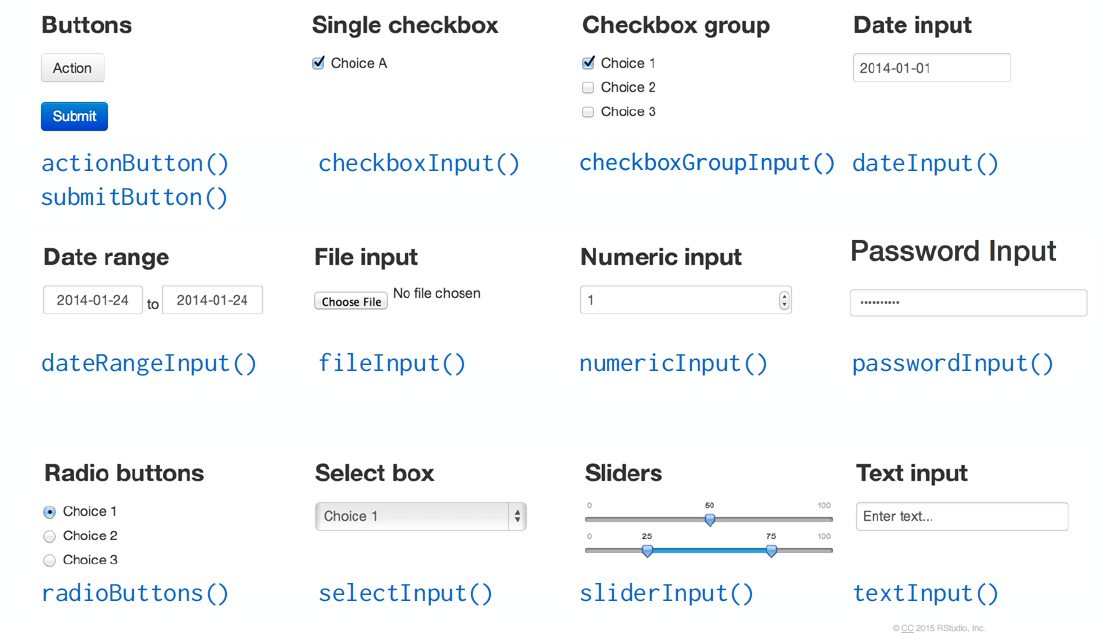 Buttons
Action
Submit
actionButton()
submitButton()
Single checkbox
Choice A
checkboxInput()
Checkbox group
Choice 1
Choice 2
Choice 3
checkboxGroupInput()
Date input
2014-01-01
dateInput()
Date range
2014-01-24 to 2014-01-24
dateRangeInput()
File input
Choose File No file chosen
fileInput()
Numeric input
1
numericInput()
Password Input
••••••••••
passwordInput()
Radio buttons
Choice 1
Choice 2
Choice 3
radioButtons()
Select box
Choice 1
selectInput()
Sliders
0 50 100
0 25 75 100
sliderInput()
Text input
Enter text...
textInput()
© CC 2015 RStudio, Inc.